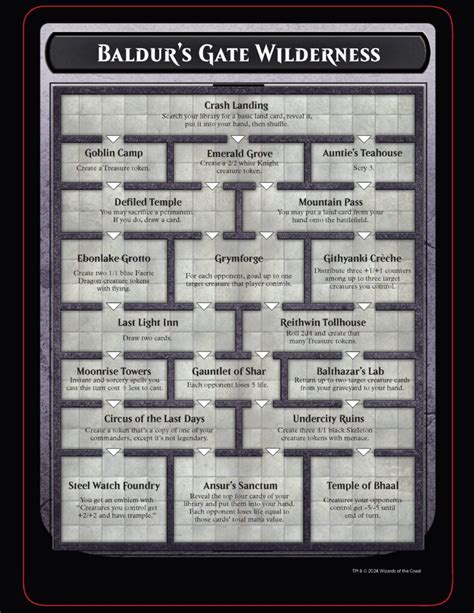 BALDUR'S GATE WILDERNESS
Crash Landing
Search your library for a basic land card, reveal it,
put it into your hand, then shuffle.
Goblin Camp
Create a Treasure token.
Emerald Grove
Create a 2/2 white Knight
creature token.
Auntie's Teahouse
Scry 3.
Defiled Temple
You may sacrifice a permanent.
If you do, draw a card.
Mountain Pass
You may put a land card from your
hand onto the battlefield.
Ebonlake Grotto
Create two 1/1 blue Faerie
Dragon creature tokens
with flying.
Grymforge
For each opponent, goad up to one
target creature that player controls.
Githyanki Crèche
Distribute three +1/+1 counters
among up to three target
creatures you control.
Last Light Inn
Draw two cards.
Reithwin Tollhouse
Roll 2d4 and create that
many Treasure tokens.
Moonrise Towers
Instant and sorcery spells you
cast this turn cost less to cast.
Gauntlet of Shar
Each opponent loses 5 life.
Balthazar's Lab
Return up to two target creature cards
from your graveyard to your hand.
Circus of the Last Days
Create a token that's a copy of one of your
commanders, except it's not legendary.
Undercity Ruins
Create three 4/1 black Skeleton
creature tokens with menace.
Steel Watch Foundry
You get an emblem with
"Creatures you control get
+2/+2 and have trample."
Ansur's Sanctum
Reveal the top four cards of your
library and put them into your hand.
Each opponent loses life equal to
those cards' total mana value.
Temple of Bhaal
Creatures your opponents
control get -5/-5 until
end of turn.
TM & © 2024 Wizards of the Coast